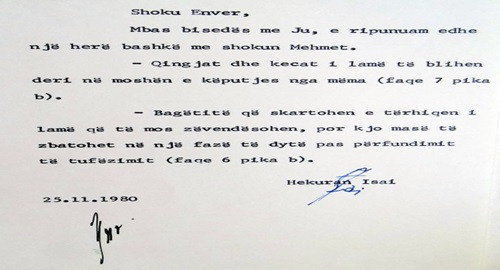 Shoku Enver,
Mbas bisedës me Ju, e ripunuam edhe
një herë bashkë me shokun Mehmet.
- Qingjat dhe kecat i lamë të blihen
deri në moshën e këputjes nga mëma (faqe 7 pika
b).
- Bagëtitë që skartohen e tërhiqen i
lamë që të mos zëvendësohen, por kjo masë të
zbatohet në një fazë të dytë pas përfundimit
të tufëzimit (faqe 6 pika b).
Hekuran Isai
25.11.1980